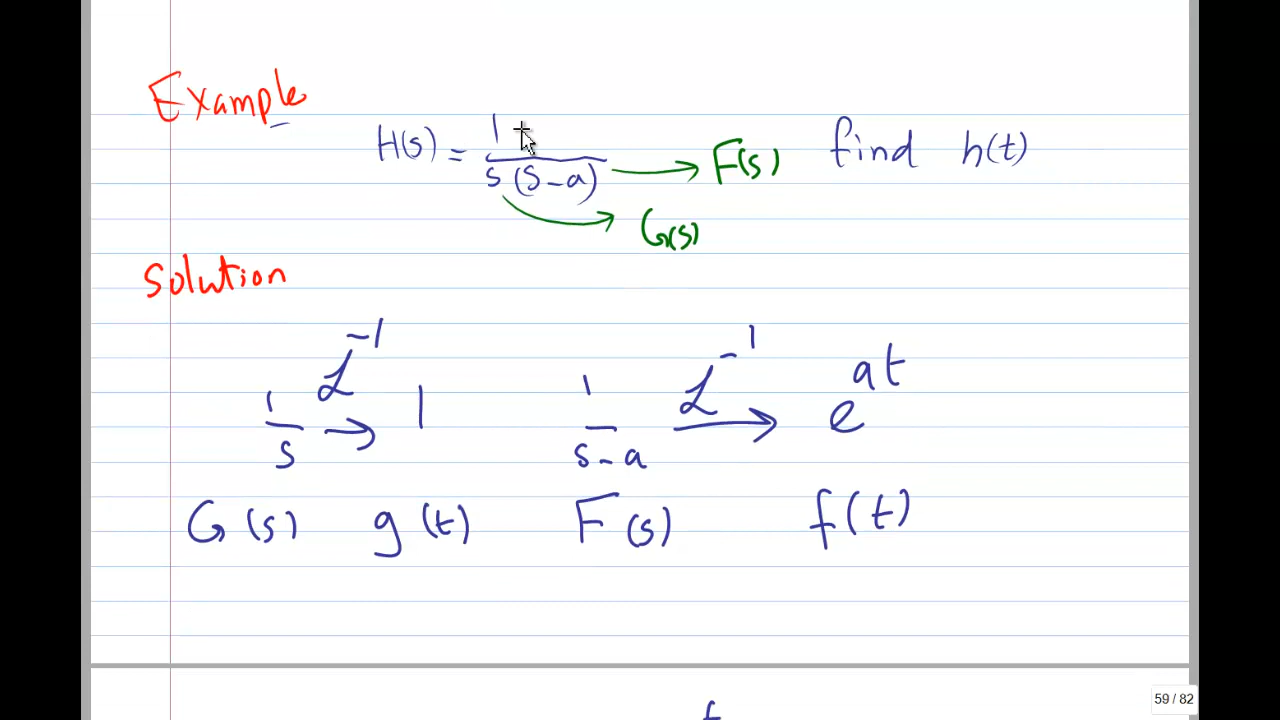 Example
H(s) = 1 / s(s-a) → F(s) find h(t)
→ G(s)
Solution
1/s ℒ⁻¹→ 1 1/s-a ℒ⁻¹→ e^at
G(s) g(t) F(s) f(t)
59 / 82